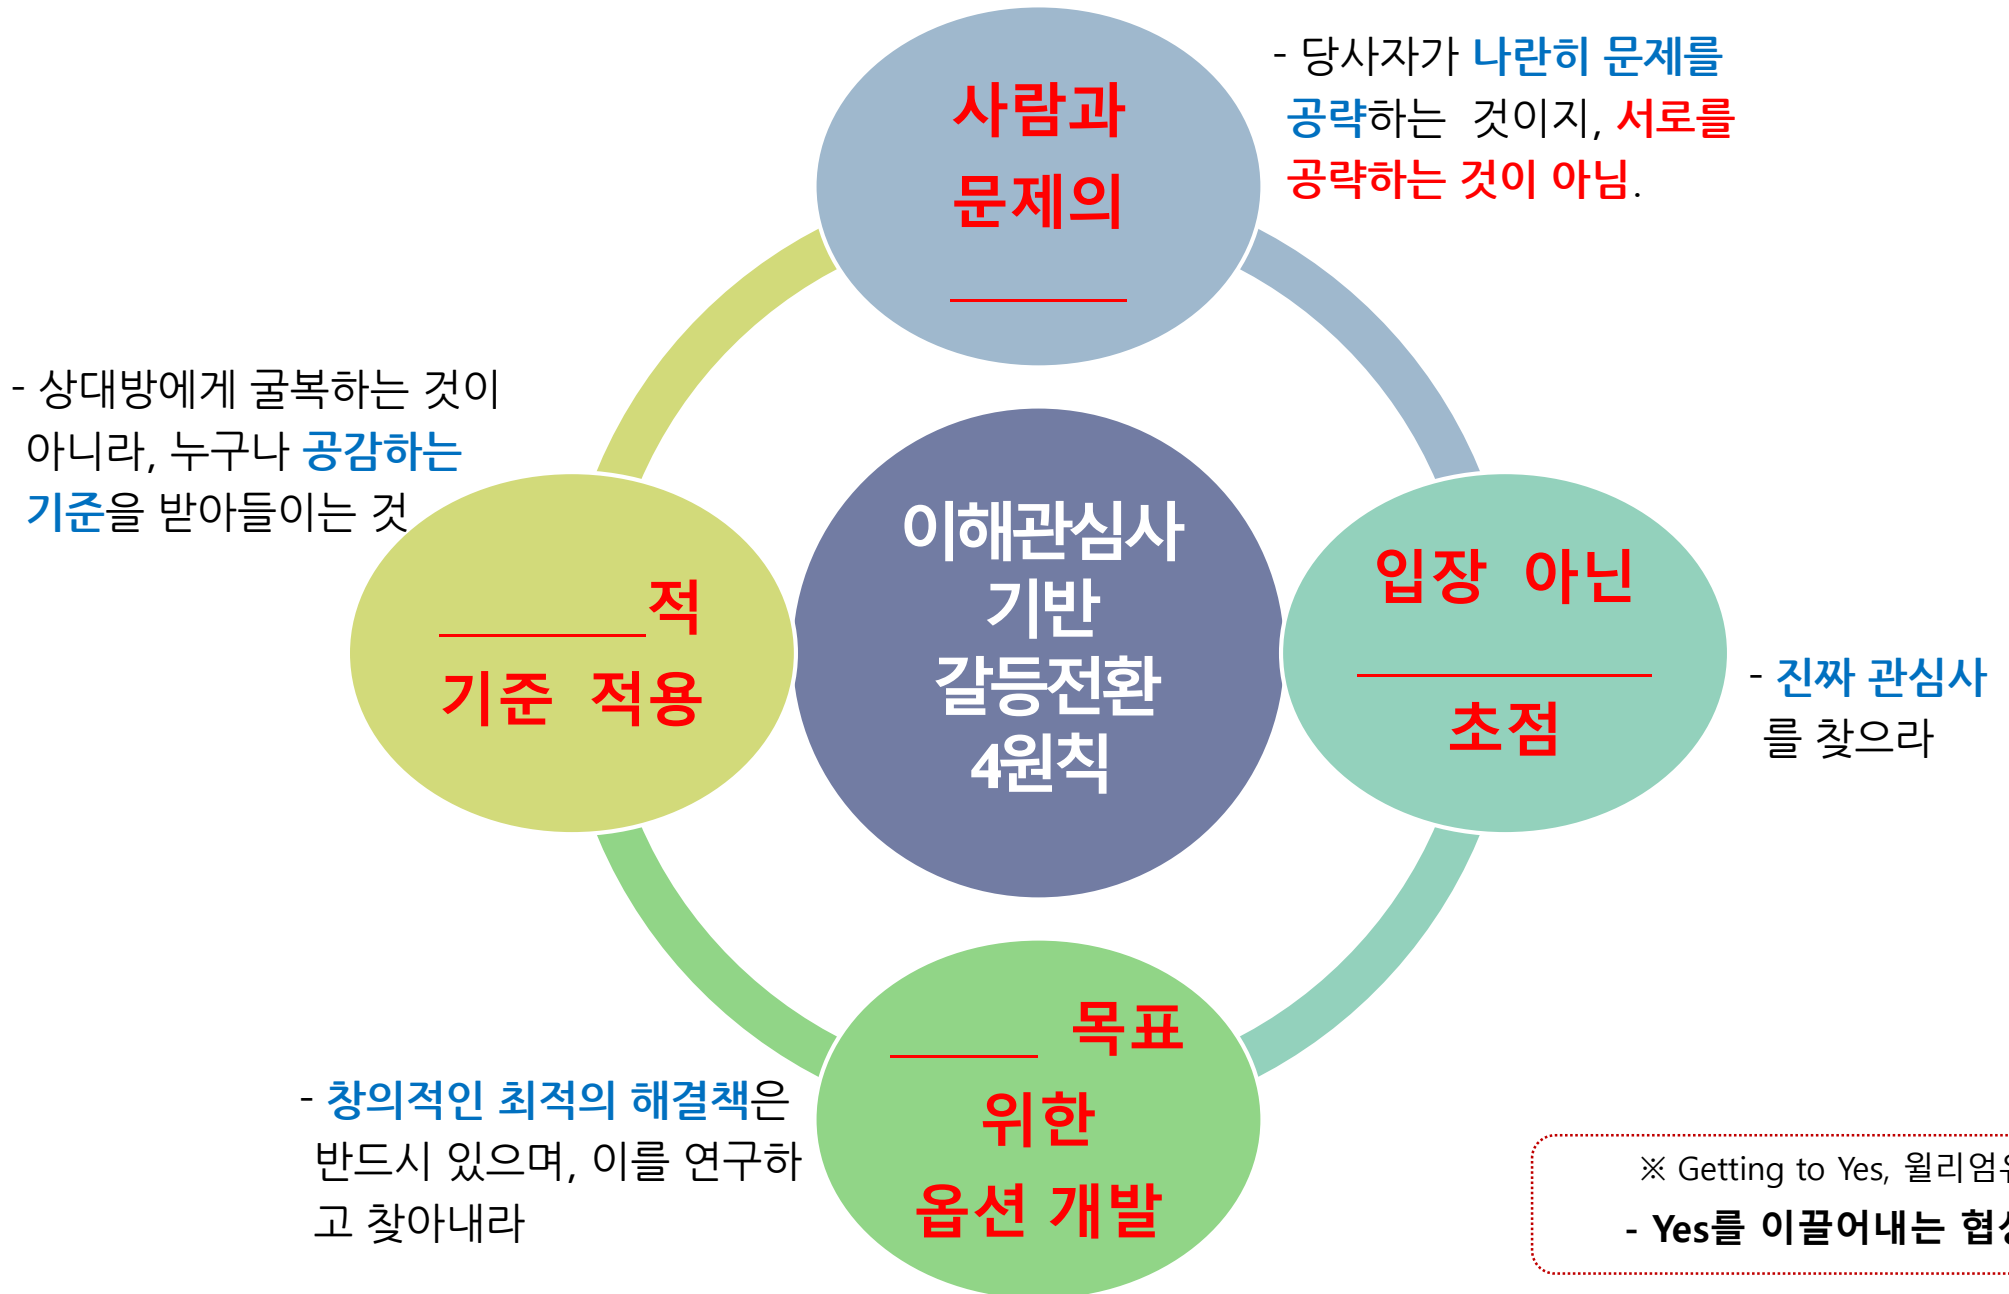 사람과
문제의
- 당사자가 나란히 문제를
공략하는 것이지, 서로를
공략하는 것이 아님.
- 상대방에게 굴복하는 것이
아니라, 누구나 공감하는
기준을 받아들이는 것
이해관심사
기반
갈등전환
4원칙
입장 아닌
초점
- 진짜 관심사
를 찾으라
적
기준 적용
목표
위한
옵션 개발
- 창의적인 최적의 해결책은
반드시 있으며, 이를 연구하
고 찾아내라
※ Getting to Yes, 윌리엄
- Yes를 이끌어내는